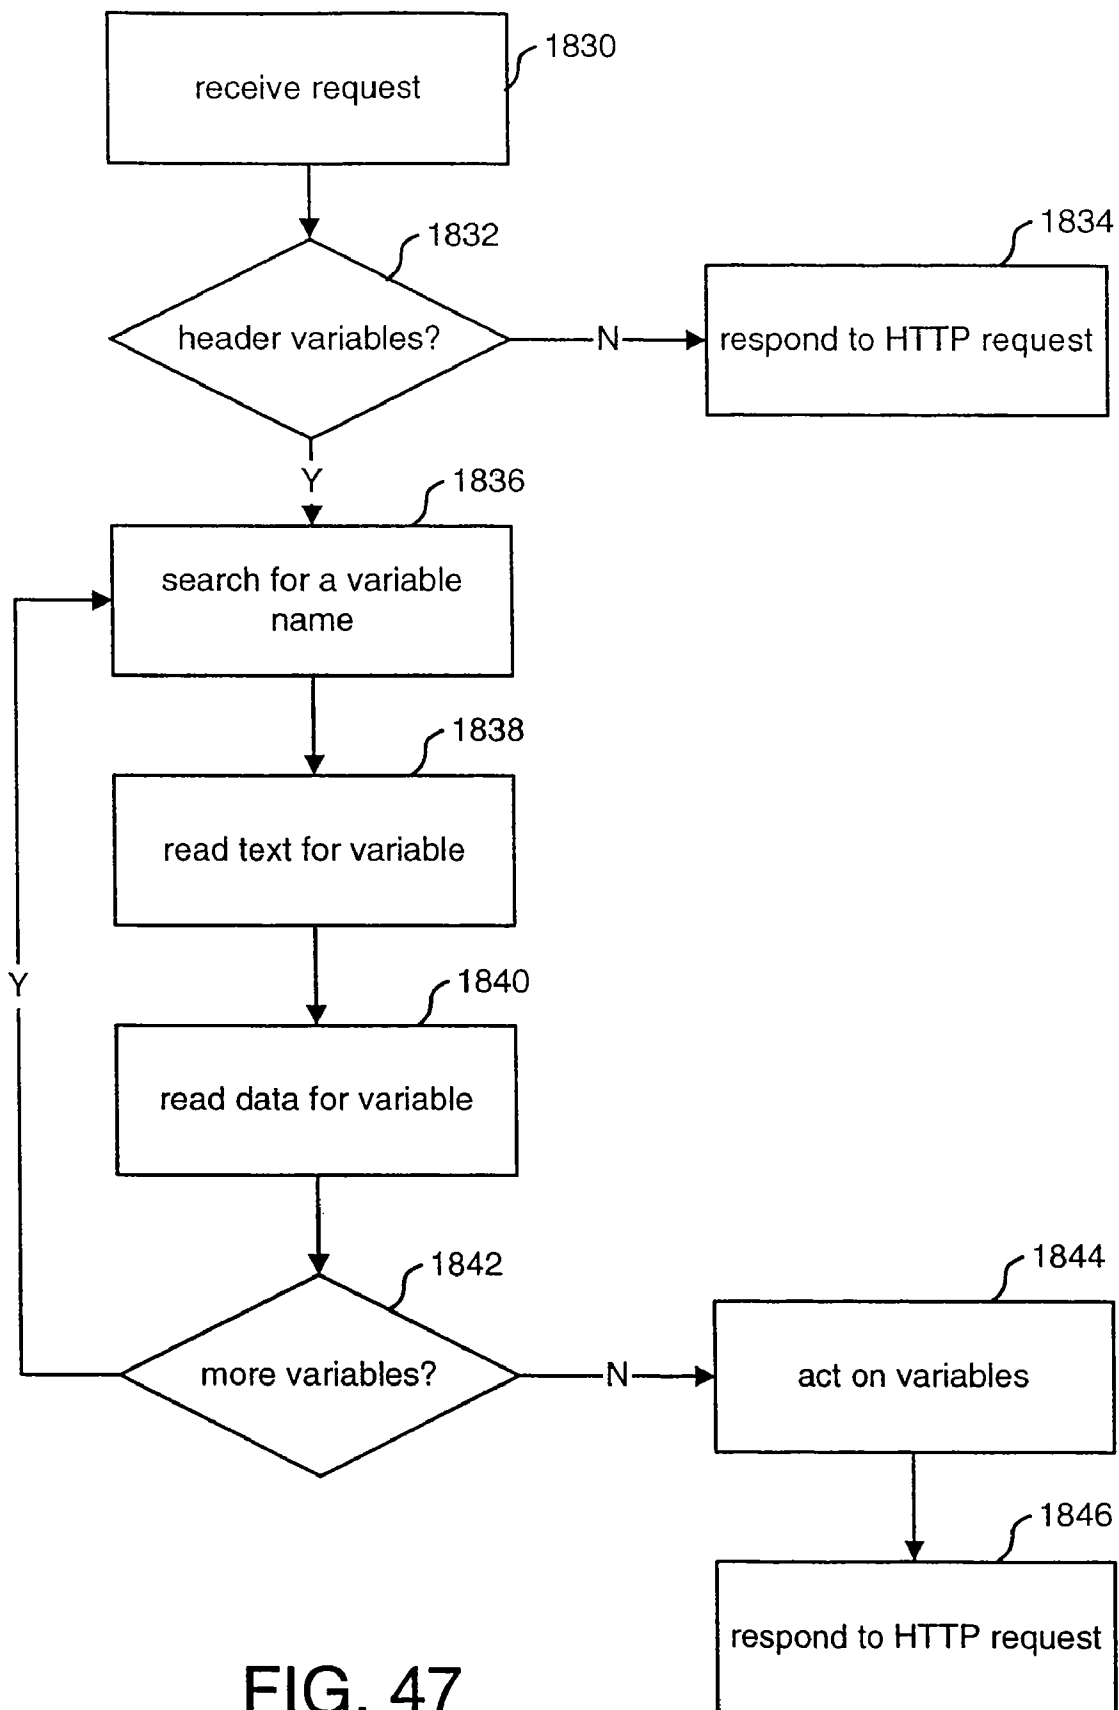 receive request
1830
1832
header variables?
N
1834
respond to HTTP request
Y
1836
search for a variable
name
1838
read text for variable
Y
1840
read data for variable
1842
more variables?
N
1844
act on variables
1846
respond to HTTP request
FIG. 47